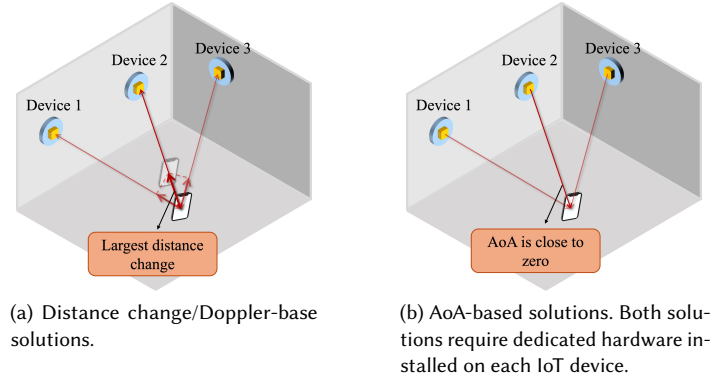 Device 3
Device 2
Device 1
Largest distance
change
(a) Distance change/Doppler-base
solutions.
Device 3
Device 2
Device 1
AoA is close to
zero
(b) AoA-based solutions. Both solu-
tions require dedicated hardware in-
stalled on each IoT device.